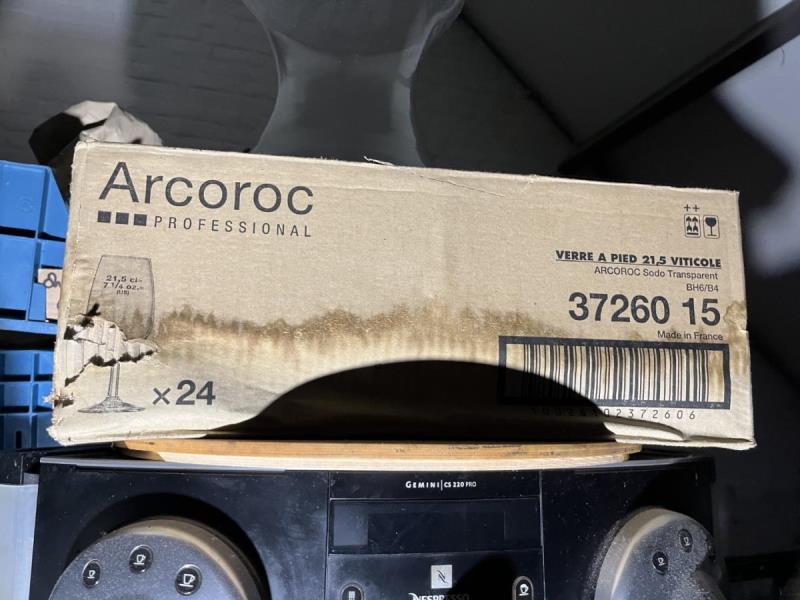 Arcoroc
PROFESSIONAL
21,5 cl-
7 1/4 oz.-
(US)
x24
++
VERRE A PIED 21,5 VITICOLE
ARCOROC Sodo Transparent
BH6/B4
37260 15
Made in France
GEMINI|CS 220 PRO
NESPRESSO